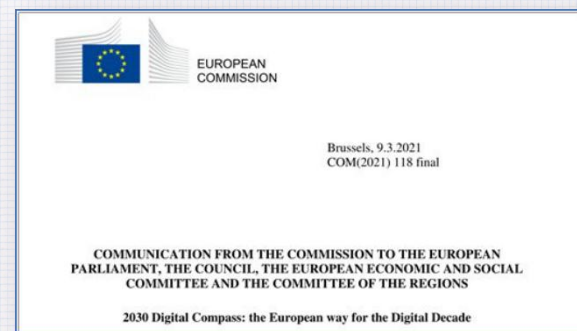 EUROPEAN
COMMISSION
Brussels, 9.3.2021
COM(2021) 118 final
COMMUNICATION FROM THE COMMISSION TO THE EUROPEAN
PARLIAMENT, THE COUNCIL, THE EUROPEAN ECONOMIC AND SOCIAL
COMMITTEE AND THE COMMITTEE OF THE REGIONS
2030 Digital Compass: the European way for the Digital Decade